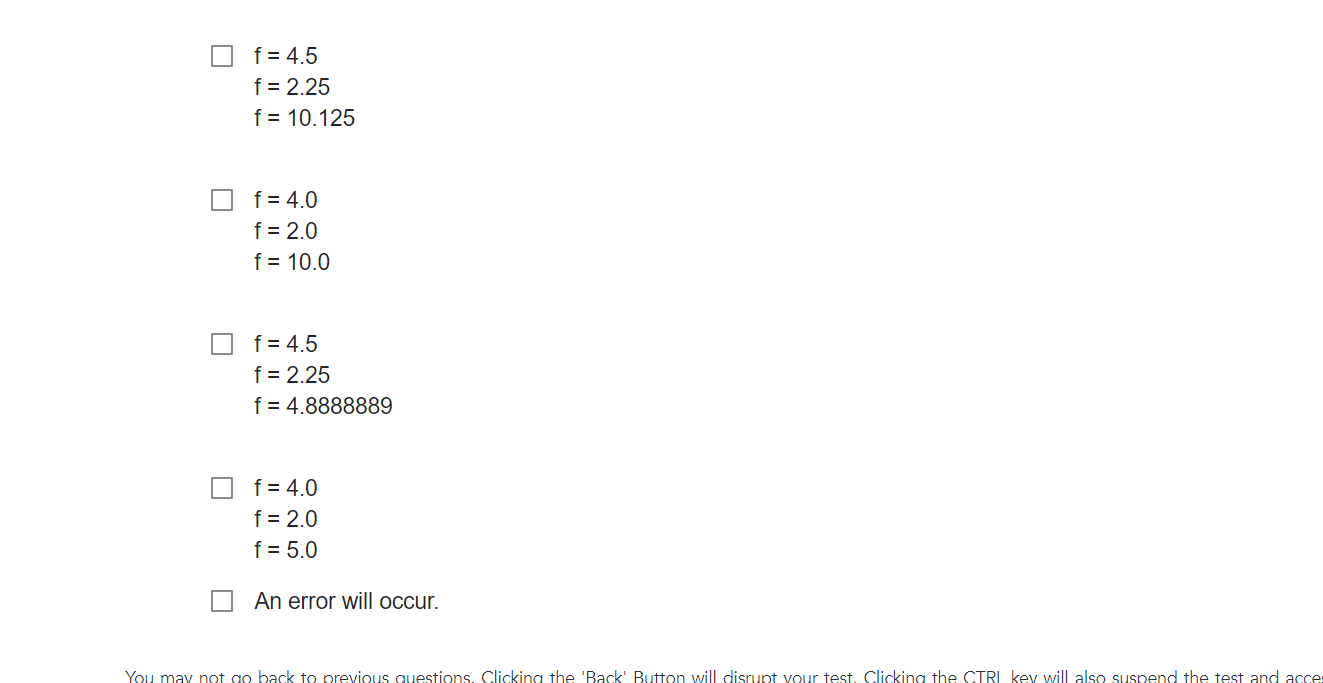 f = 4.5
f = 2.25
f = 10.125
f = 4.0
f = 2.0
f = 10.0
f = 4.5
f = 2.25
f = 4.8888889
f = 4.0
f = 2.0
f = 5.0
An error will occur.
You may not go back to previous questions. Clicking the 'Back' Button will disrupt your test. Clicking the CTRL key will also suspend the test and